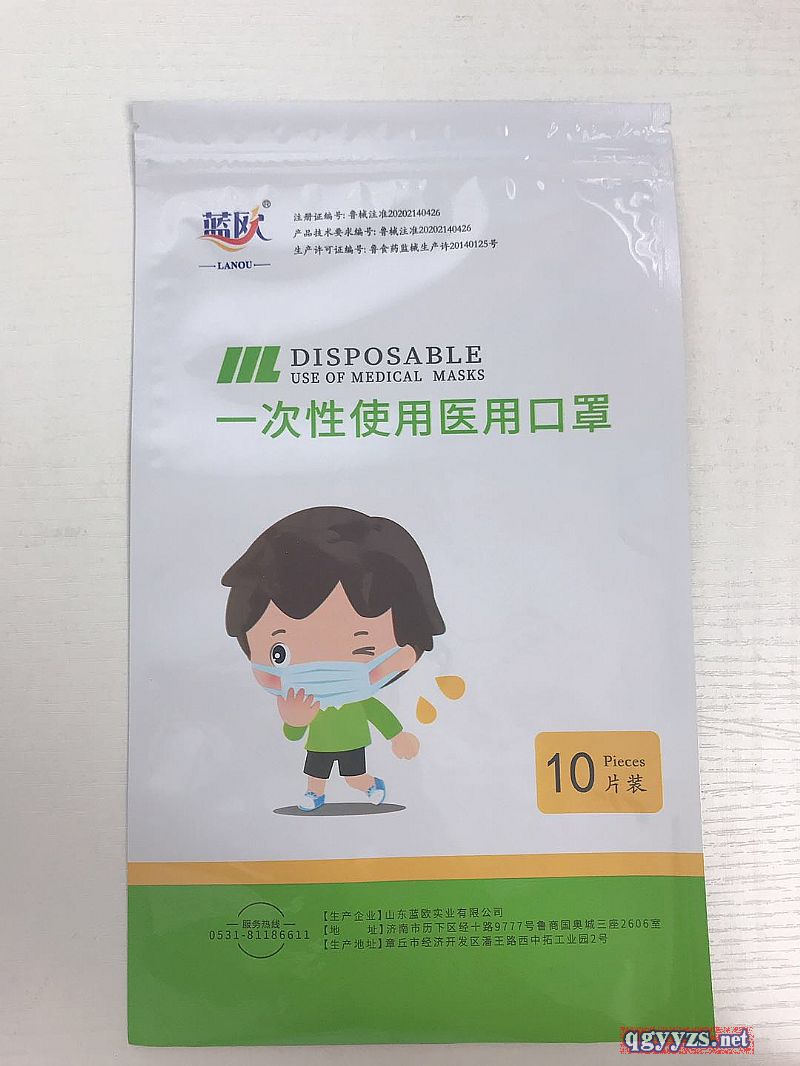 蓝欧®
LANOU
注册证编号: 鲁械注准20202140426
产品技术要求编号: 鲁械注准20202140426
生产许可证编号: 鲁食药监械生产许20140125号
DISPOSABLE
USE OF MEDICAL MASKS
一次性使用医用口罩
10 Pieces
片装
服务热线
0531-81186611
【生产企业】山东蓝欧实业有限公司
【地 址】济南市历下区经十路9777号鲁商国奥城三座2606室
【生产地址】章丘市经济开发区潘王路西中拓工业园2号
qgyyzs.net